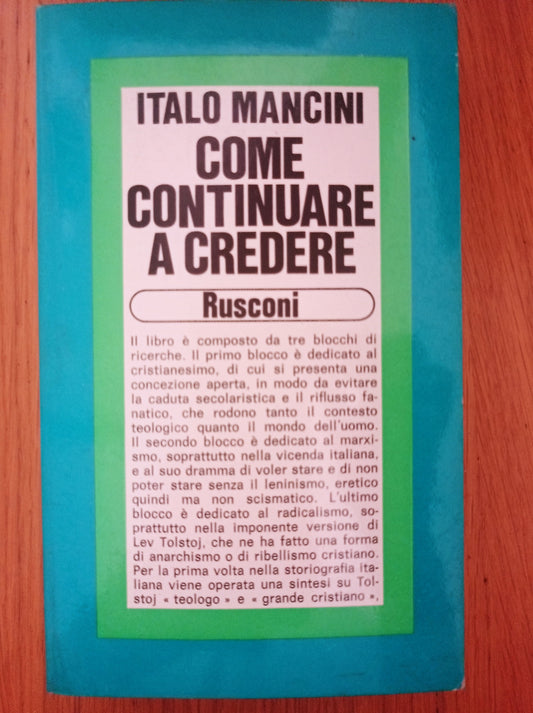 ITALO MANCINI
COME
CONTINUARE
A CREDERE
Rusconi
Il libro è composto da tre blocchi di
ricerche. Il primo blocco è dedicato al
cristianesimo, di cui si presenta una
concezione aperta, in modo da evitare
la caduta secolaristica e il riflusso fa-
natico, che rodono tanto il contesto
teologico quanto il mondo dell'uomo.
Il secondo blocco è dedicato al marxi-
smo, soprattutto nella vicenda italiana,
e al suo dramma di voler stare e di non
poter stare senza il leninismo, eretico
quindi ma non scismatico. L'ultimo
blocco è dedicato al radicalismo, so-
prattutto nella imponente versione di
Lev Tolstoj, che ne ha fatto una forma
di anarchismo o di ribellismo cristiano.
Per la prima volta nella storiografia ita-
liana viene operata una sintesi su Tol-
stoj « teologo » e « grande cristiano »,